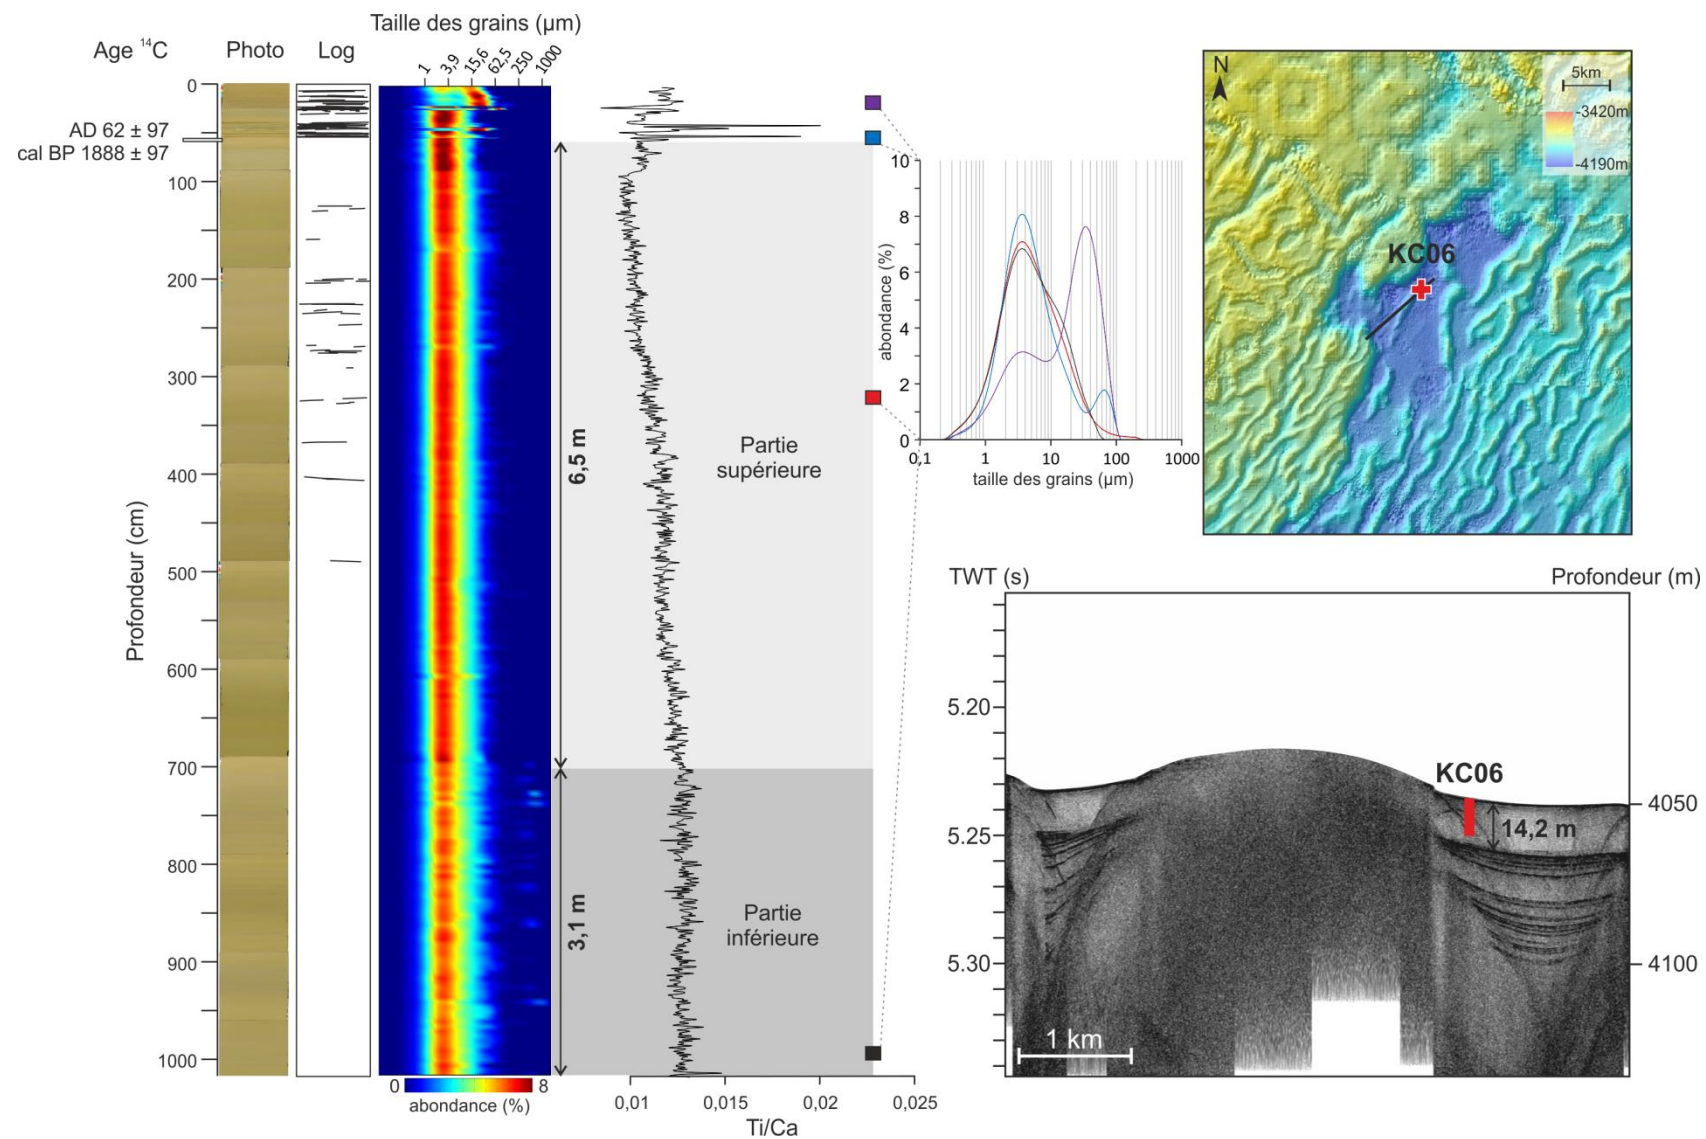 Taille des grains (µm)
Age ¹⁴C
Photo
Log
1
3,9
15,6
62,5
250
1000
Profondeur (cm)
0
100
200
300
400
500
600
700
800
900
1000
AD 62 ± 97
cal BP 1888 ± 97
6,5 m
3,1 m
Partie
supérieure
Partie
inférieure
0
8
abondance (%)
0,01
0,015
0,02
0,025
Ti/Ca
abondance (%)
10
8
6
4
2
0
0,1
1
10
100
1000
taille des grains (µm)
N
5km
-3420m
-4190m
KC06
TWT (s)
Profondeur (m)
5.20
5.25
5.30
KC06
14,2 m
4050
4100
1 km